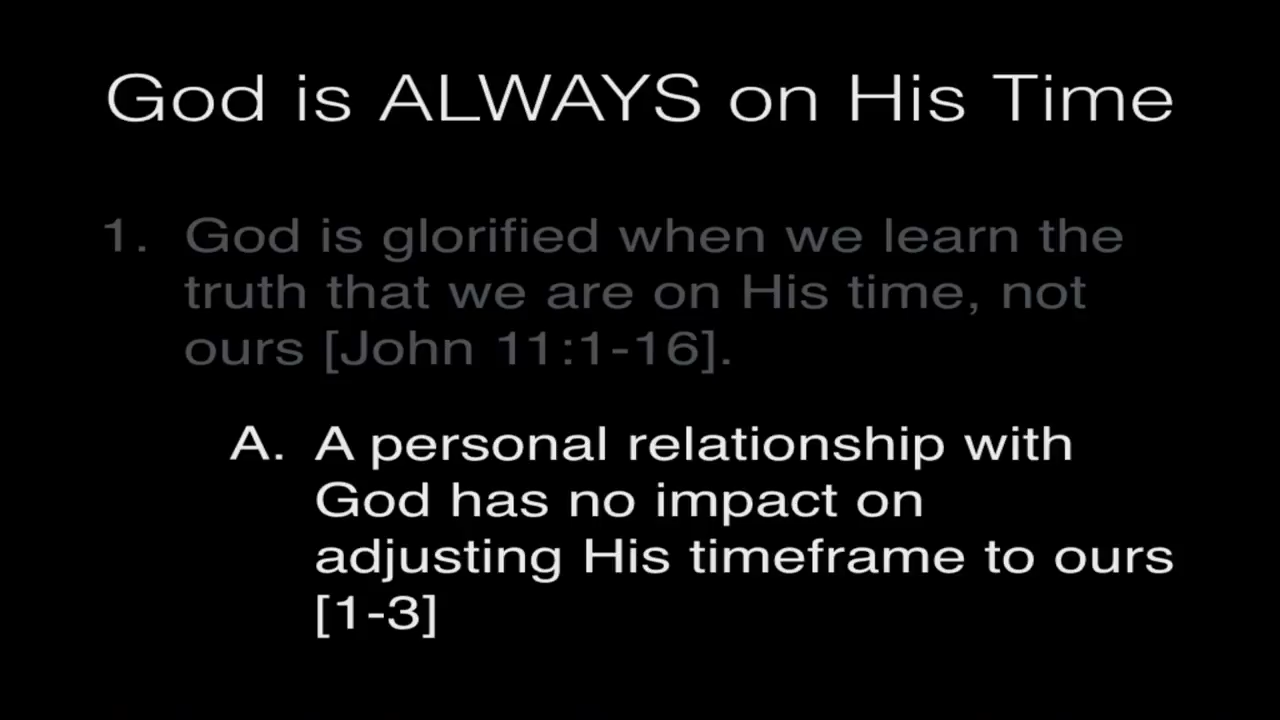 God is ALWAYS on His Time
1. God is glorified when we learn the
truth that we are on His time, not
ours [John 11:1-16].
A. A personal relationship with
God has no impact on
adjusting His timeframe to ours
[1-3]